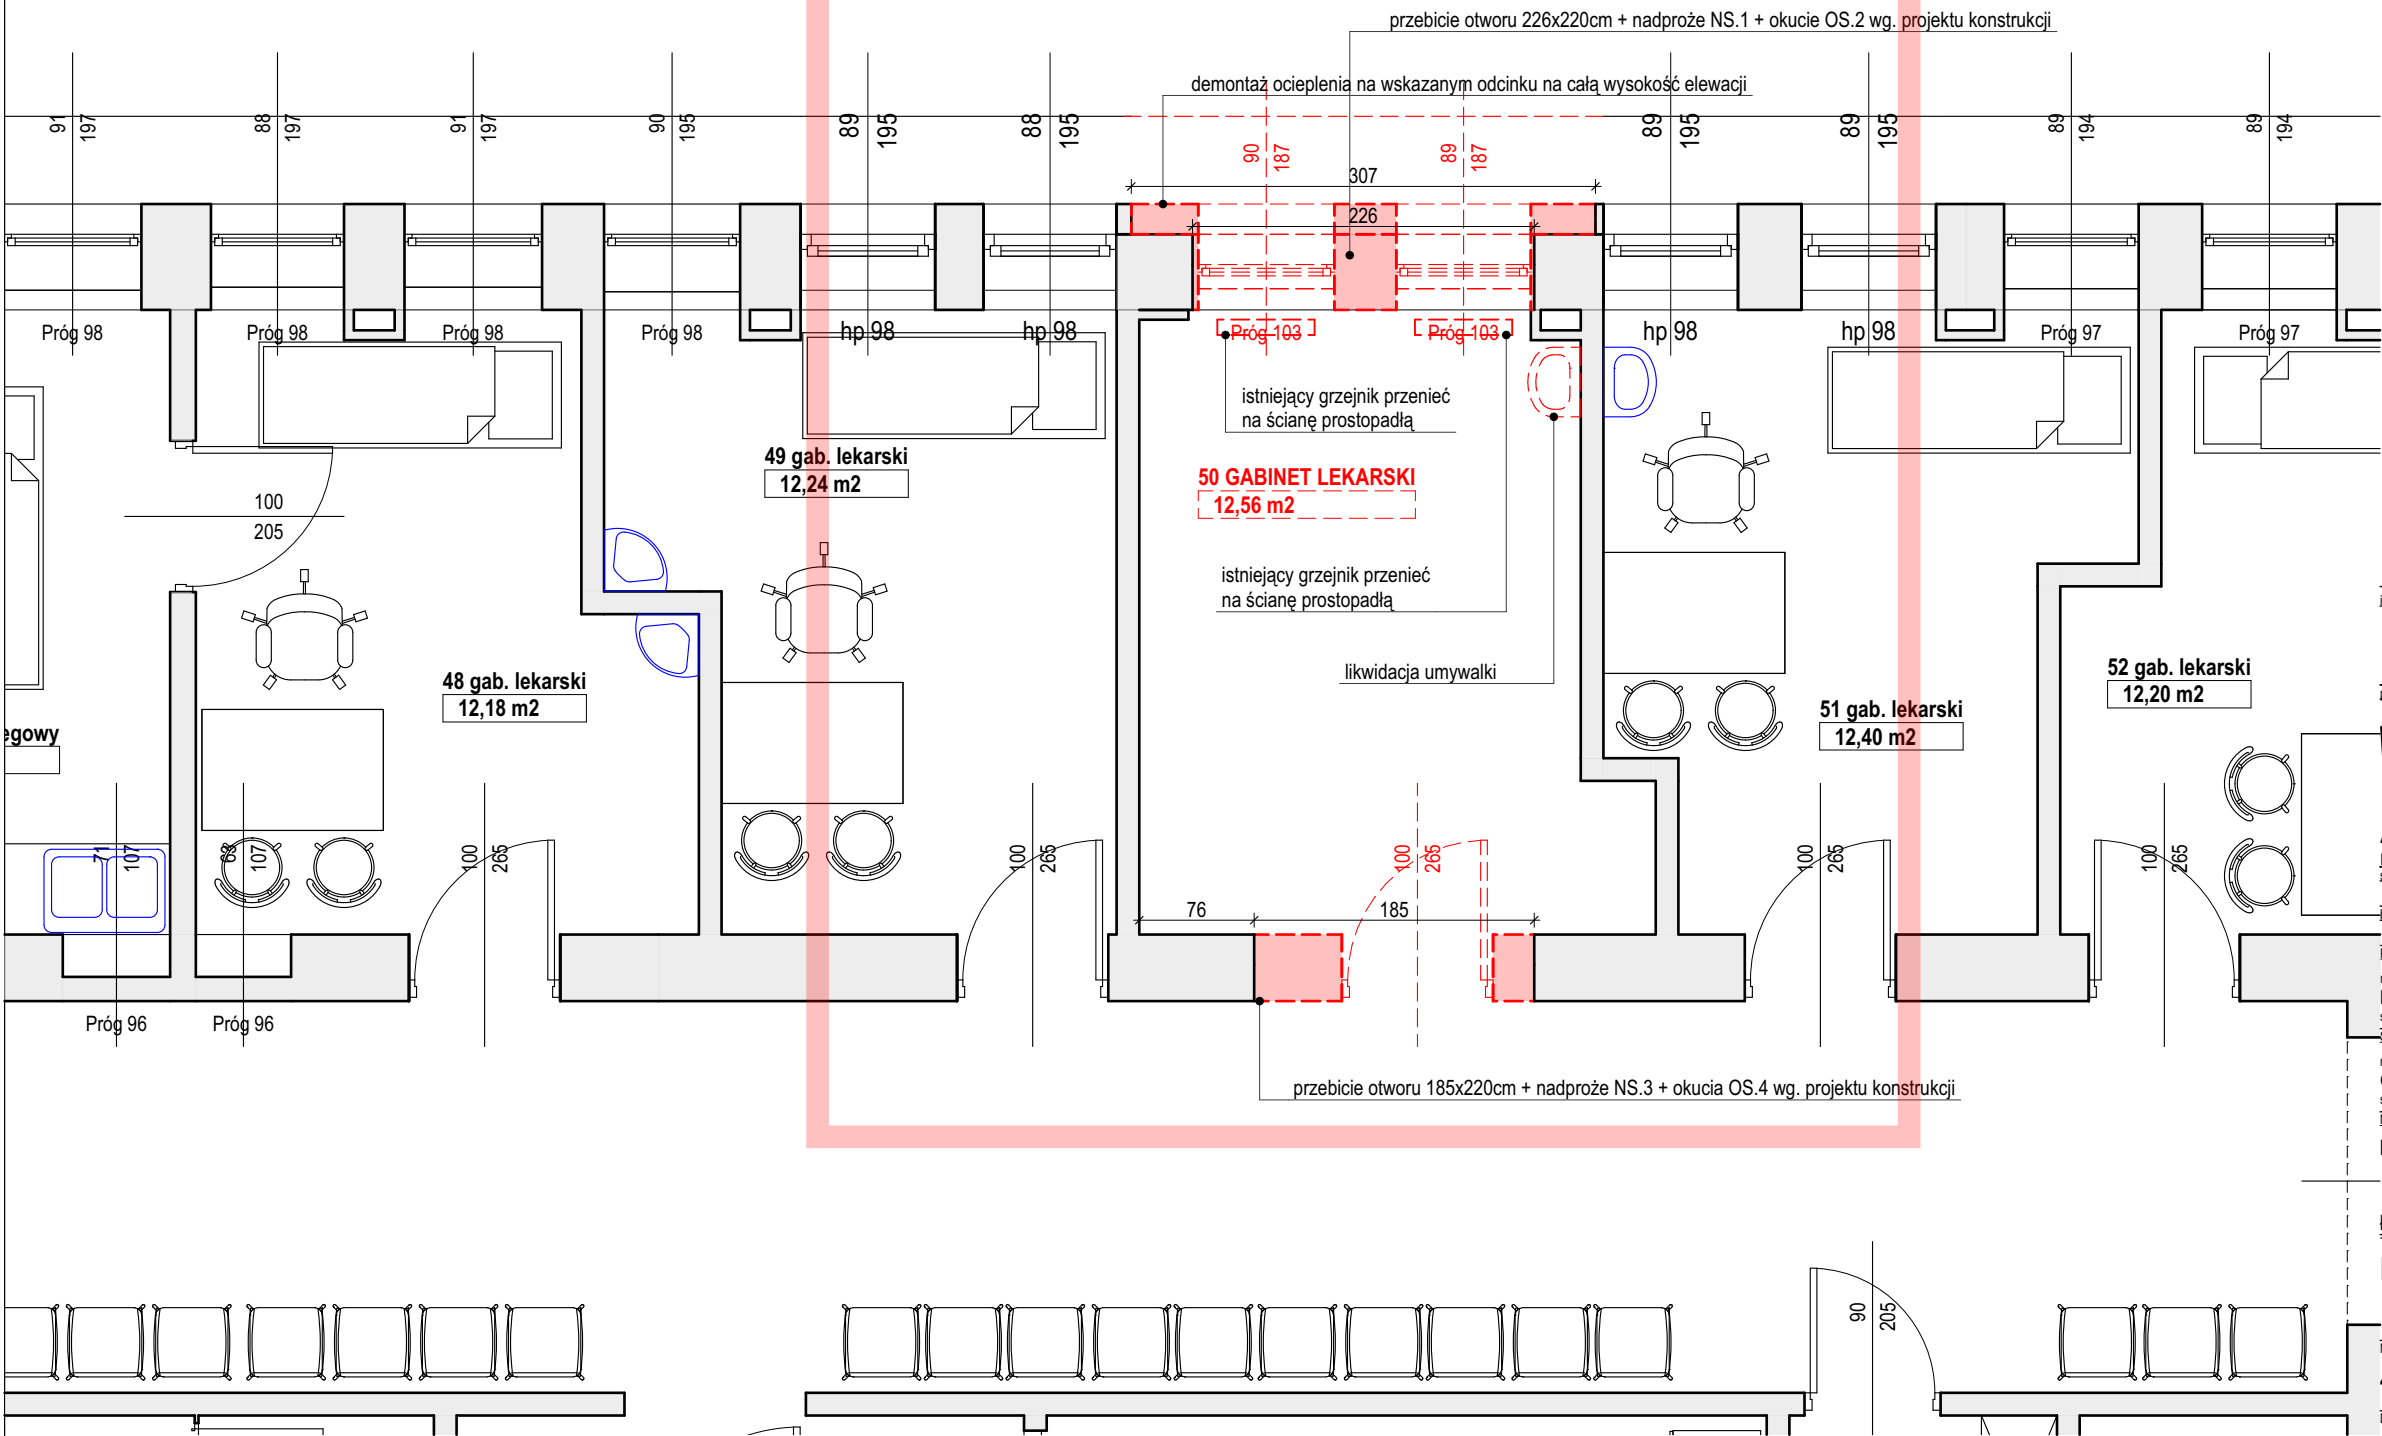 przebicie otworu 226x220cm + nadproże NS.1 + okucie OS.2 wg. projektu konstrukcji
demontaż ocieplenia na wskazanym odcinku na całą wysokość elewacji
91
197
88
197
91
197
90
195
89
195
88
195
90
187
89
187
89
195
89
195
89
194
89
194
307
226
Próg 98
Próg 98
Próg 98
Próg 98
hp 98
hp 98
Próg 103
Próg 103
hp 98
hp 98
Próg 97
Próg 97
istniejący grzejnik przenieć
na ścianę prostopadłą
49 gab. lekarski
12,24 m2
50 GABINET LEKARSKI
12,56 m2
100
205
istniejący grzejnik przenieć
na ścianę prostopadłą
likwidacja umywalki
48 gab. lekarski
12,18 m2
52 gab. lekarski
12,20 m2
51 gab. lekarski
12,40 m2
ęgowy
71
107
63
107
100
265
100
265
100
265
100
265
100
265
76
185
Próg 96
Próg 96
przebicie otworu 185x220cm + nadproże NS.3 + okucia OS.4 wg. projektu konstrukcji
90
205